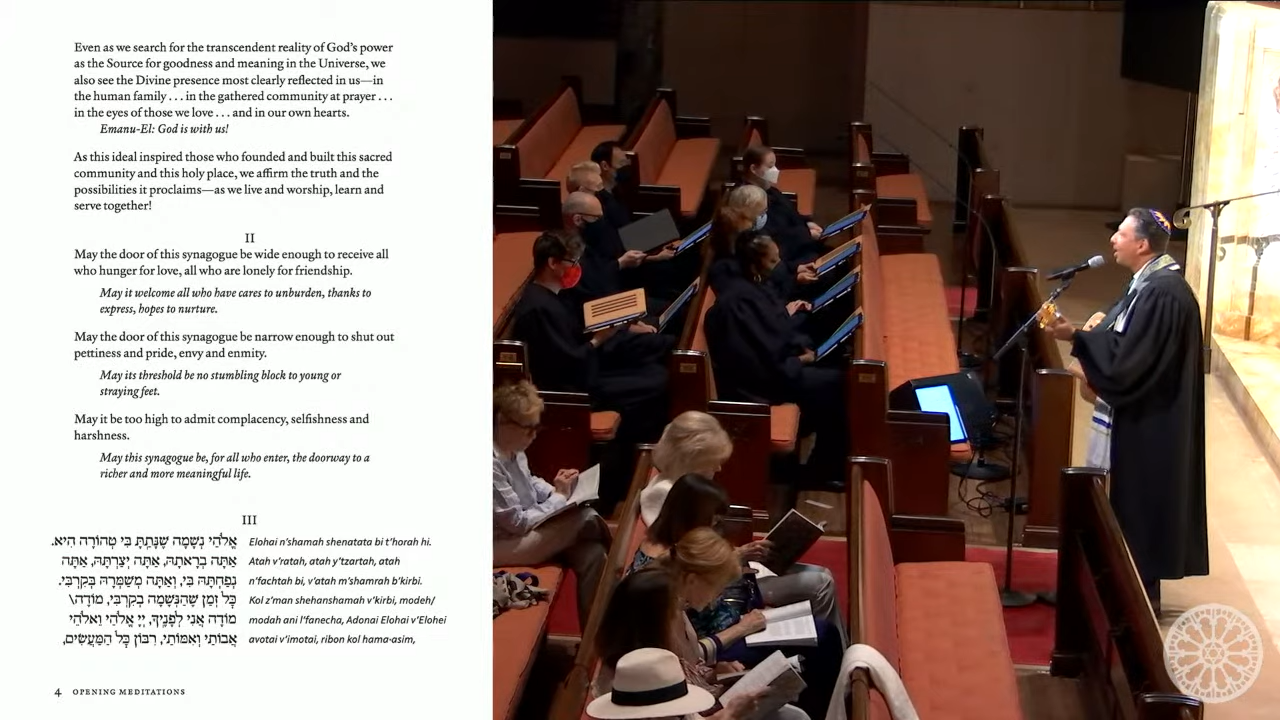 Even as we search for the transcendent reality of God’s power
as the Source for goodness and meaning in the Universe, we
also see the Divine presence most clearly reflected in us—in
the human family . . . in the gathered community at prayer . . .
in the eyes of those we love . . . and in our own hearts.
Emanu-El: God is with us!
As this ideal inspired those who founded and built this sacred
community and this holy place, we affirm the truth and the
possibilities it proclaims—as we live and worship, learn and
serve together!
II
May the door of this synagogue be wide enough to receive all
who hunger for love, all who are lonely for friendship.
May it welcome all who have cares to unburden, thanks to
express, hopes to nurture.
May the door of this synagogue be narrow enough to shut out
pettiness and pride, envy and enmity.
May its threshold be no stumbling block to young or
straying feet.
May it be too high to admit complacency, selfishness and
harshness.
May this synagogue be, for all who enter, the doorway to a
richer and more meaningful life.
III
אֱלֹהַי נְשָׁמָה שֶׁנָּתַתָּ בִּי טְהוֹרָה הִיא.
אַתָּה בְרָאתָהּ, אַתָּה יְצַרְתָּהּ, אַתָּה
נְפַחְתָּהּ בִּי, וְאַתָּה מְשַׁמְּרָהּ בְּקִרְבִּי.
כׇּל זְמַן שֶׁהַנְּשָׁמָה בְקִרְבִּי, מוֹדֶה\
מוֹדָה אֲנִי לְפָנֶיךָ, יְיָ אֱלֹהַי וֵאלֹהֵי
אֲבוֹתַי וְאִמּוֹתַי, רִבּוֹן כׇּל הַמַּעֲשִׂים,
Elohai n’shamah shenatata bi t’horah hi.
Atah v’ratah, atah y’tzartah, atah
n’fachtah bi, v’atah m’shamrah b’kirbi.
Kol z’man shehanshamah v’kirbi, modeh/
modah ani l’fanecha, Adonai Elohai v’Elohei
avotai v’imotai, ribon kol hama-asim,
4 OPENING MEDITATIONS